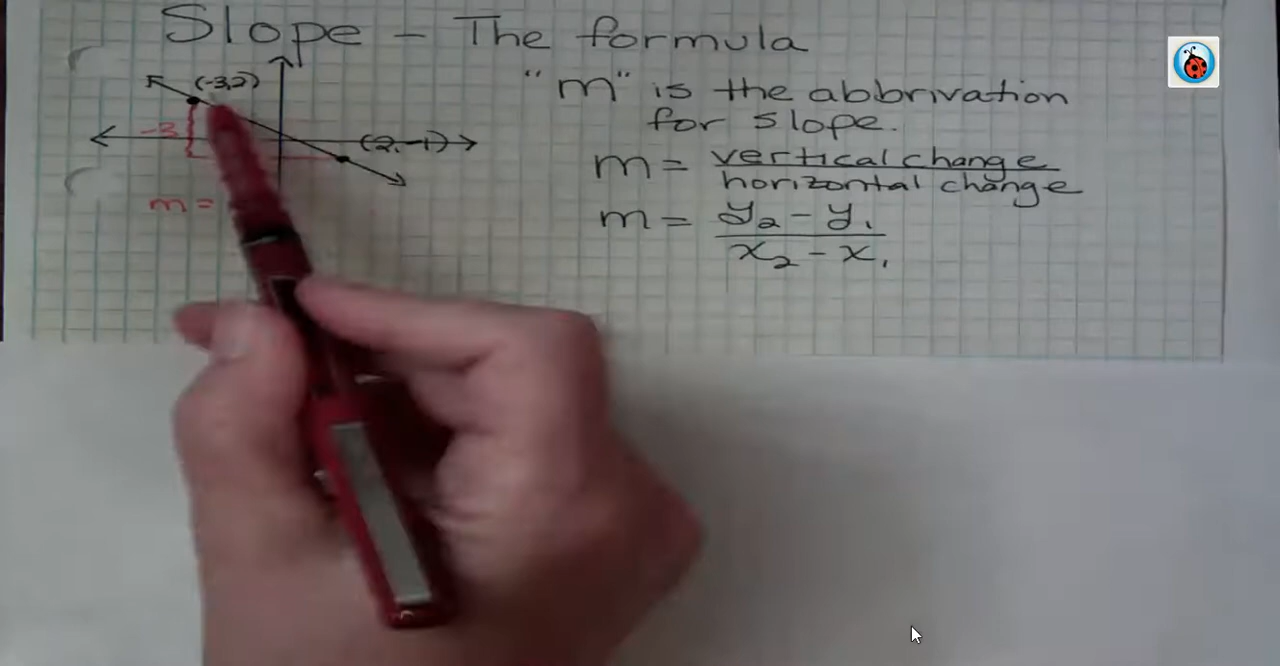 Slope - The formula
(-3,2)
-3
(2,-1)
m =
"m" is the abbrivation
for slope.
m = vertical change
horizontal change
m = y₂ - y₁
x₂ - x₁